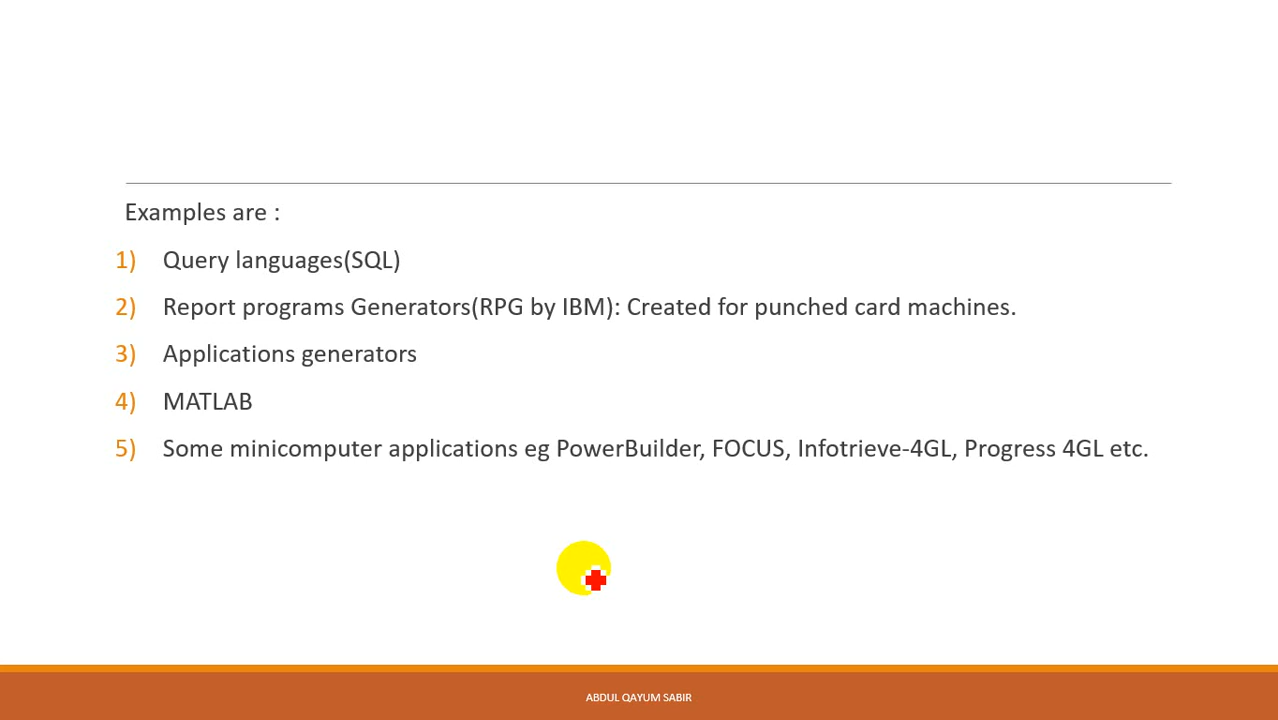 Examples are :
1) Query languages(SQL)
2) Report programs Generators(RPG by IBM): Created for punched card machines.
3) Applications generators
4) MATLAB
5) Some minicomputer applications eg PowerBuilder, FOCUS, Infotrieve-4GL, Progress 4GL etc.
ABDUL QAYUM SABIR